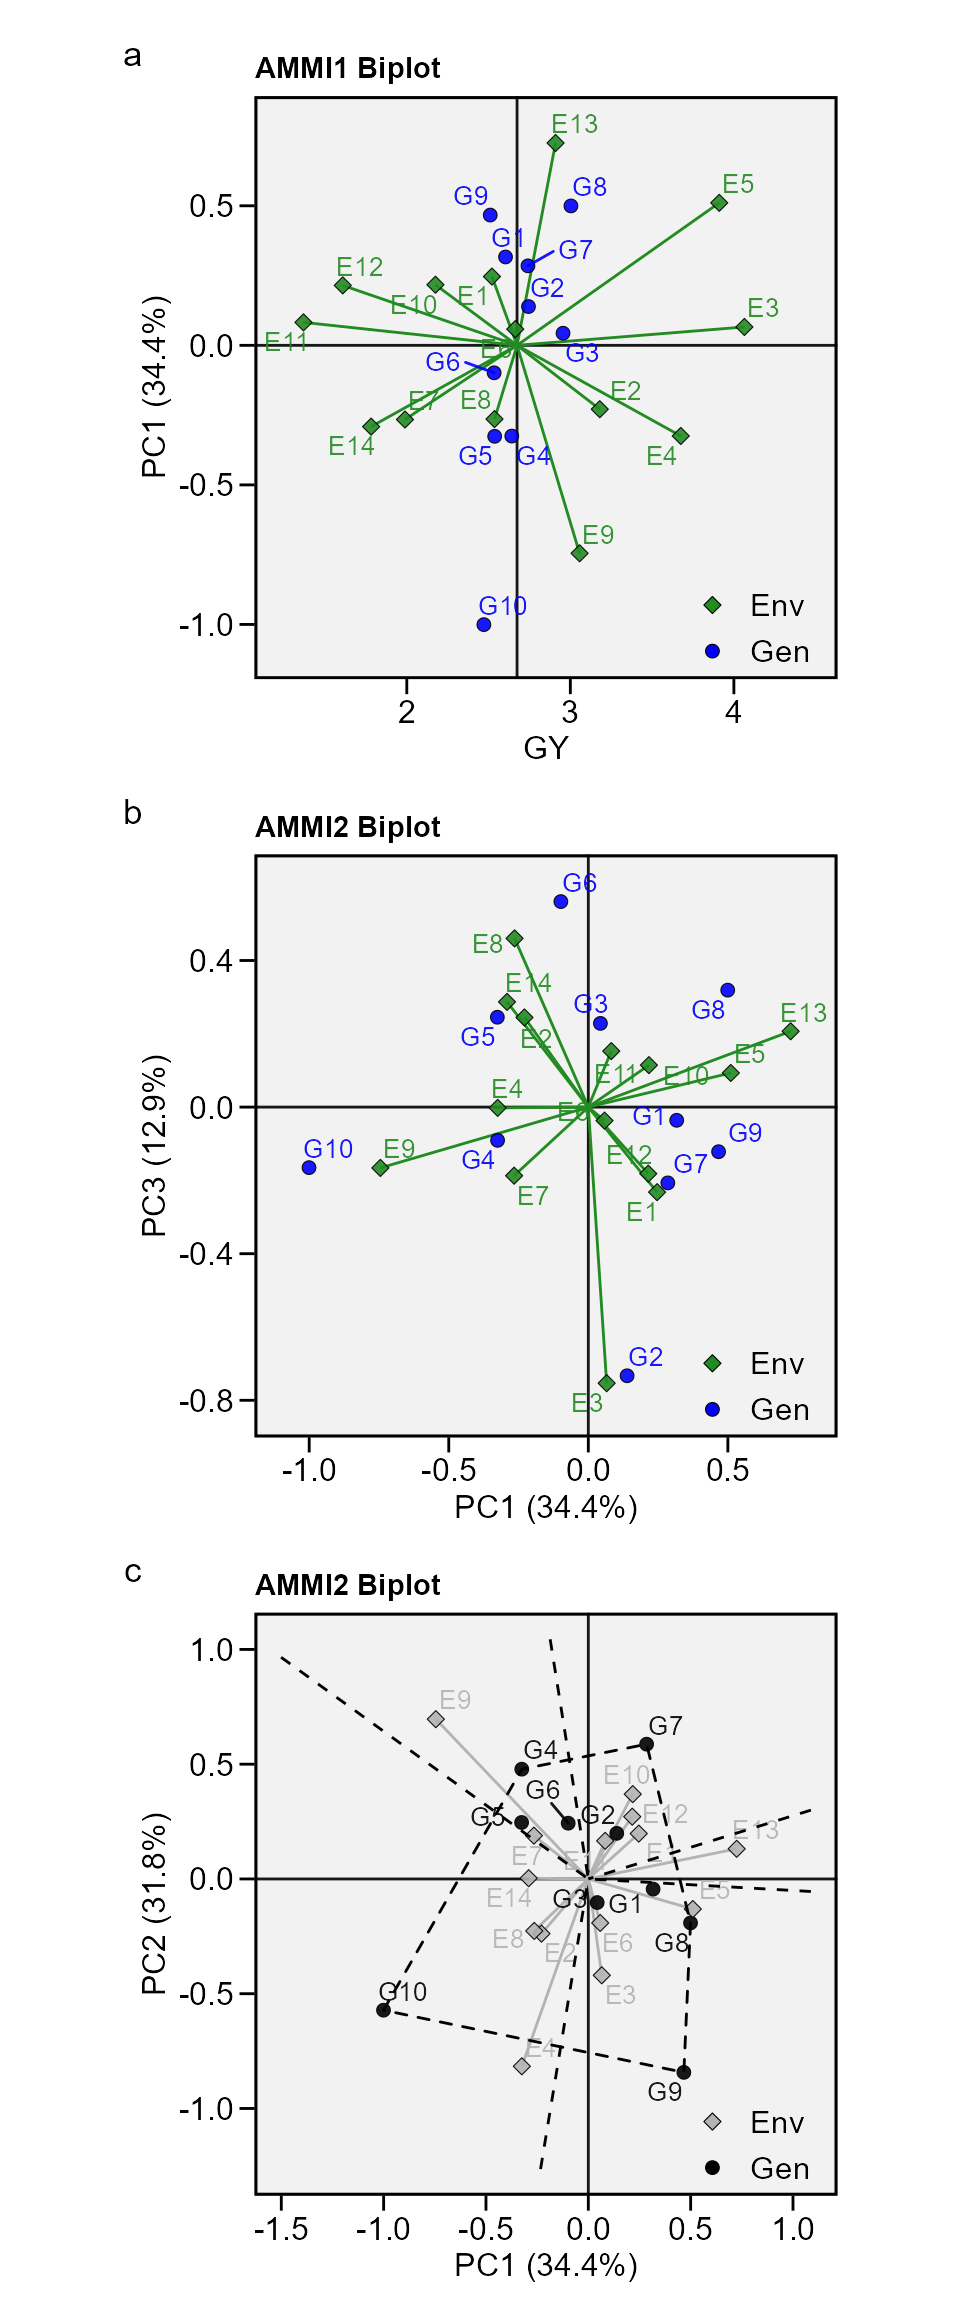 a
AMMI1 Biplot
E13
E5
G9
G8
0.5
G1
G7
E12
G2
E10
E1
E3
E11
0.0
G3
G6
E7
E8
E2
E14
G5
G4
E4
PC1 (34.4%)
-0.5
E9
G10
-1.0
Env
Gen
2
3
4
GY
b
AMMI2 Biplot
G6
E8
0.4
E14
G3
G8
E13
G5
E2
E5
E11
E10
E4
0.0
G1
G10
E9
G4
E12
G9
G7
E7
E1
PC3 (12.9%)
-0.4
G2
E3
-0.8
Env
Gen
-1.0
-0.5
0.0
0.5
PC1 (34.4%)
c
AMMI2 Biplot
1.0
E9
G7
G4
0.5
E10
G6
G5
G2
E12
E13
E7
0.0
E14
G3
G1
E5
E8
E2
E6
G8
PC2 (31.8%)
-0.5
G10
E3
E4
G9
-1.0
Env
Gen
-1.5
-1.0
-0.5
0.0
0.5
1.0
PC1 (34.4%)